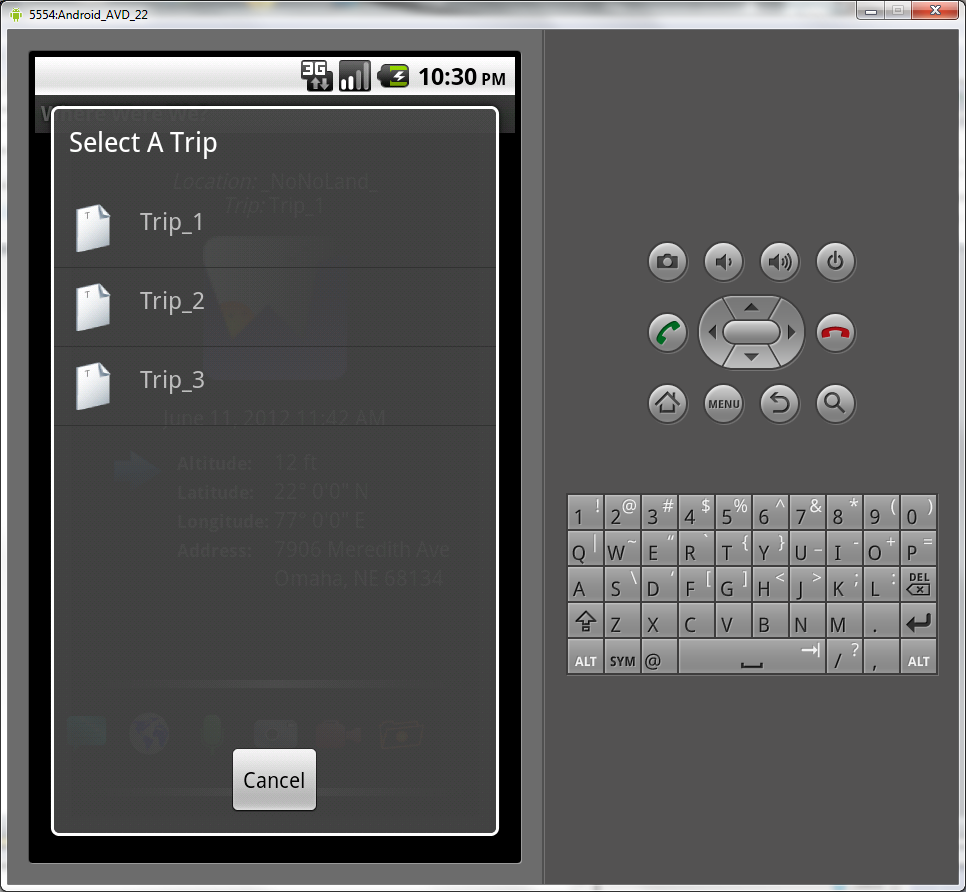 5554:Android_AVD_22
3G
10:30 PM
Where Were We?
Select A Trip
Location: _NoNoLand_
Trip: Trip_1
T
Trip_1
T
Trip_2
T
Trip_3
June 11, 2012 11:42 AM
Altitude: 12 ft
Latitude: 22° 0'0" N
Longitude: 77° 0'0" E
Address: 7906 Meredith Ave
Omaha, NE 68134
Cancel
MENU
1 ! 2 @ 3 # 4 $ 5 % 6 ^ 7 & 8 * 9 ( 0 )
Q | W ~ E “ R ` T { Y } U _ I - O + P =
A S \ D ‘ F [ G ] H < J > K ; L : DEL
Z X C V B N M .
ALT SYM @ / ? , ALT